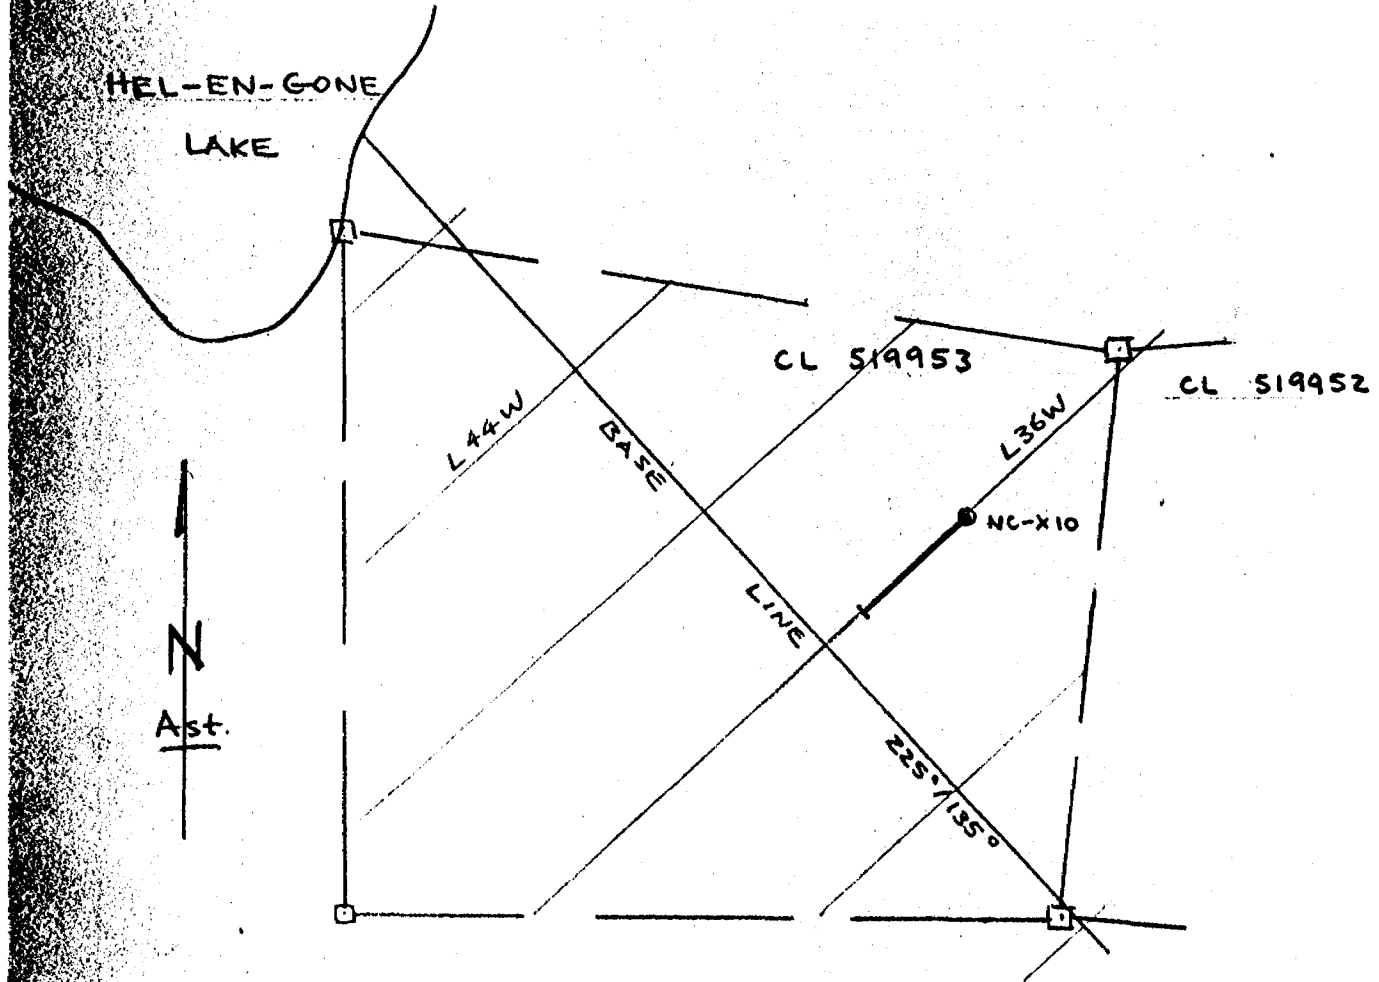 HEL-EN-GONE
LAKE
CL 519953
CL 519952
L44W
BASE
L36W
NC-X10
LINE
N
Ast.
225°/135°